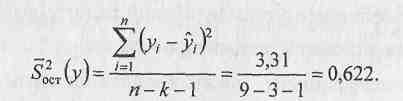 S̄²ост(y) = ∑ⁿᵢ₌₁(yᵢ − ŷᵢ)² / (n − k − 1) = 3,31 / (9 − 3 − 1) = 0,622.